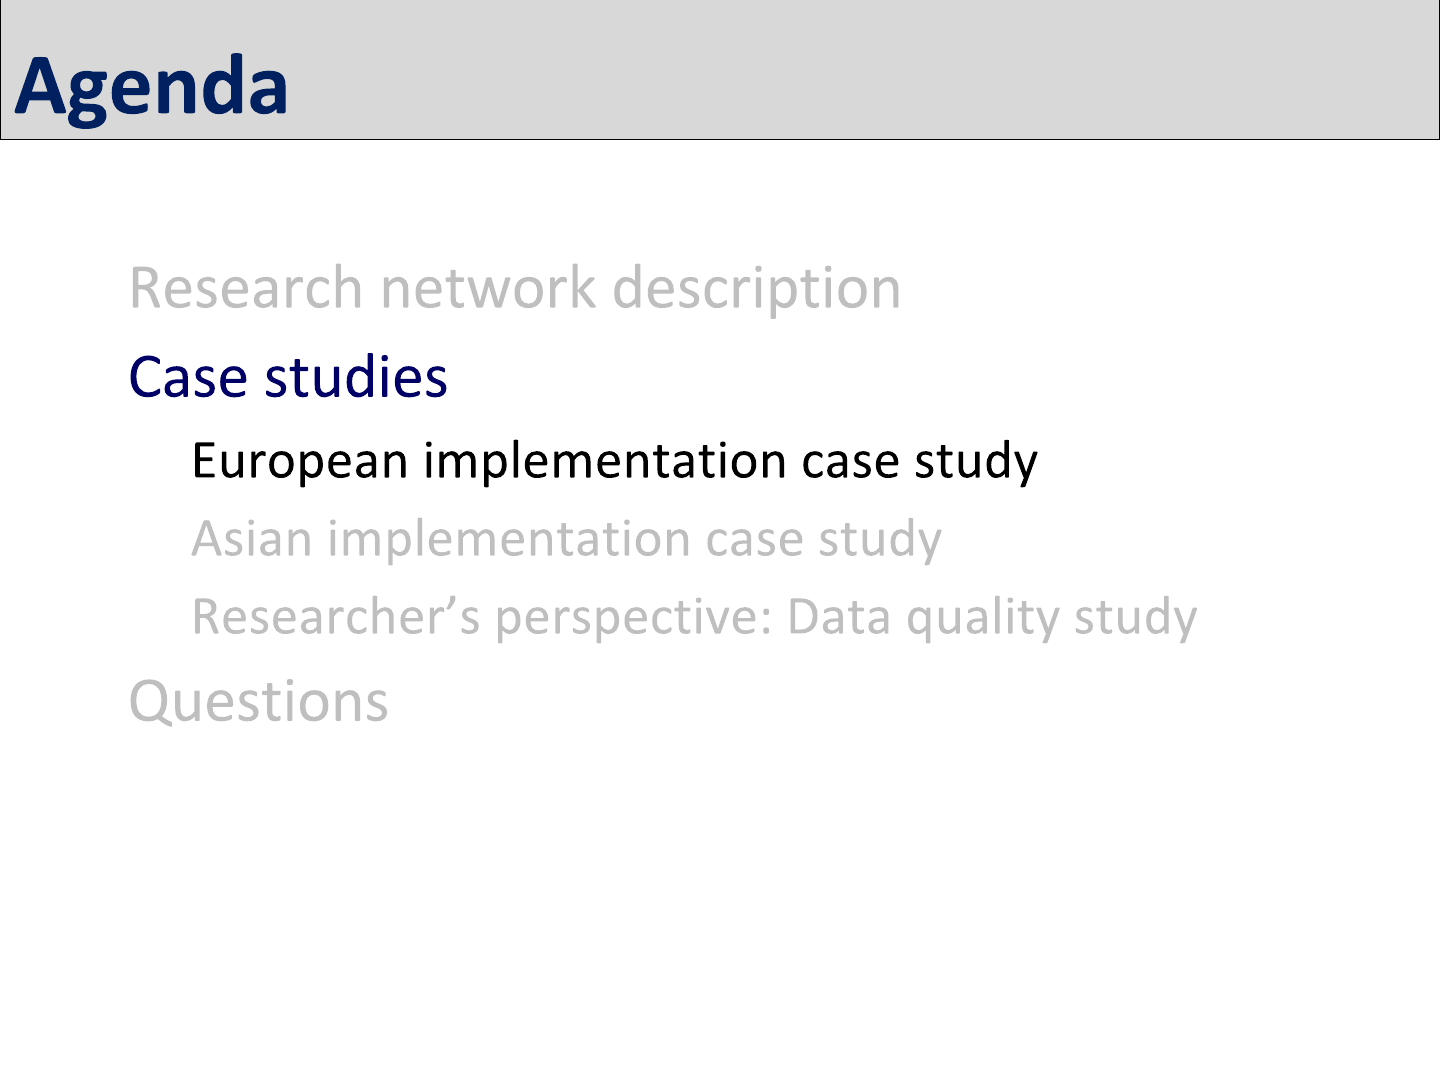 Agenda
Research network description
Case studies
European implementation case study
Asian implementation case study
Researcher’s perspective: Data quality study
Questions